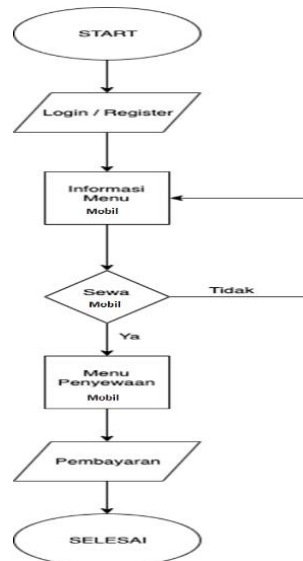 START
Login / Register
Informasi
Menu
Mobil
Sewa
Mobil
Tidak
Ya
Menu
Penyewaan
Mobil
Pembayaran
SELESAI